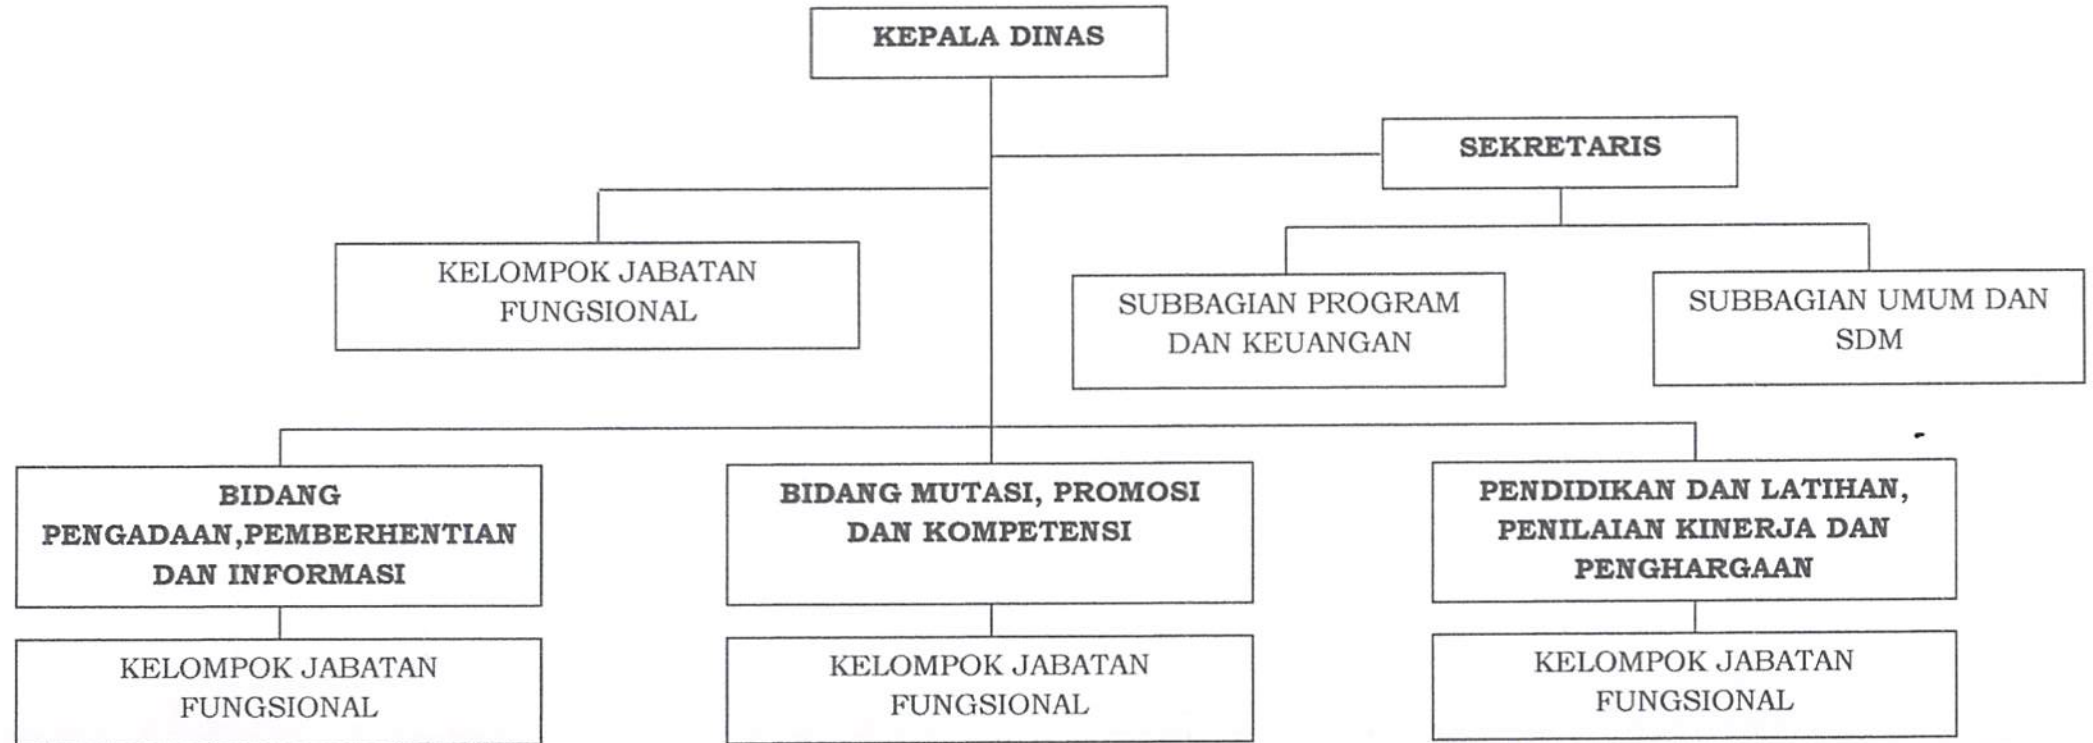 KEPALA DINAS
SEKRETARIS
KELOMPOK JABATAN
FUNGSIONAL
SUBBAGIAN PROGRAM
DAN KEUANGAN
SUBBAGIAN UMUM DAN
SDM
BIDANG
PENGADAAN,PEMBERHENTIAN
DAN INFORMASI
BIDANG MUTASI, PROMOSI
DAN KOMPETENSI
PENDIDIKAN DAN LATIHAN,
PENILAIAN KINERJA DAN
PENGHARGAAN
KELOMPOK JABATAN
FUNGSIONAL
KELOMPOK JABATAN
FUNGSIONAL
KELOMPOK JABATAN
FUNGSIONAL